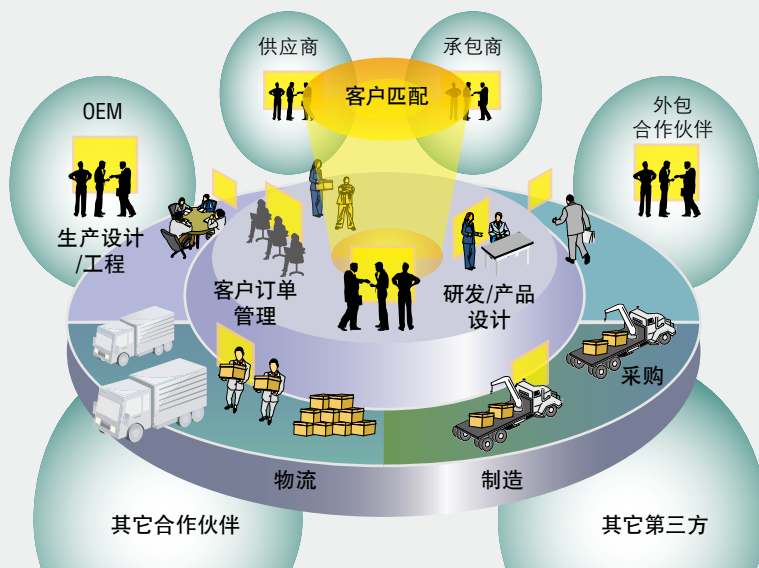 供应商
承包商
客户匹配
OEM
外包
合作伙伴
生产设计
/工程
客户订单
管理
研发/产品
设计
采购
物流
制造
其它合作伙伴
其它第三方